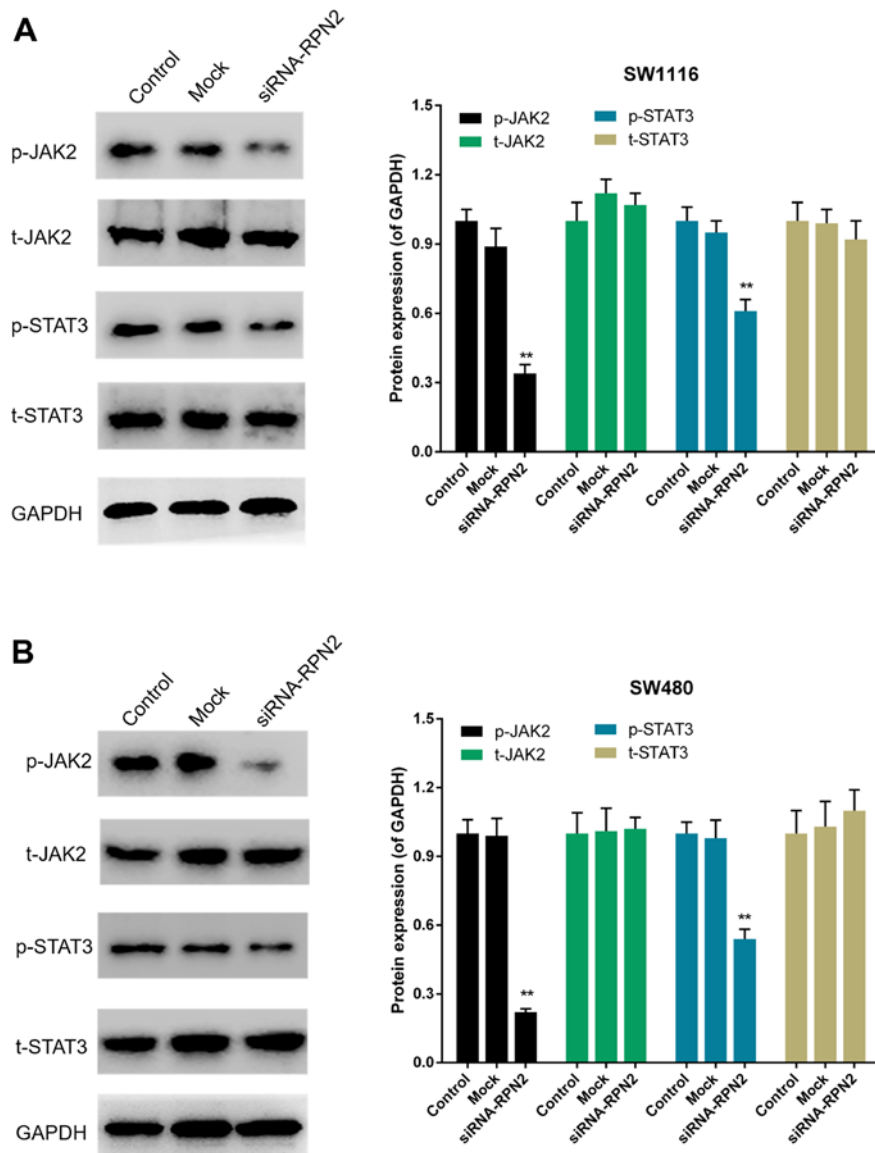 A
Control
Mock
siRNA-RPN2
p-JAK2
t-JAK2
p-STAT3
t-STAT3
GAPDH
SW1116
p-JAK2
t-JAK2
p-STAT3
t-STAT3
Protein expression (of GAPDH)
1.5
1.2
0.9
0.6
0.3
0.0
**
**
Control
Mock
siRNA-RPN2
Control
Mock
siRNA-RPN2
Control
Mock
siRNA-RPN2
Control
Mock
siRNA-RPN2
B
Control
Mock
siRNA-RPN2
p-JAK2
t-JAK2
p-STAT3
t-STAT3
GAPDH
SW480
p-JAK2
t-JAK2
p-STAT3
t-STAT3
Protein expression (of GAPDH)
1.5
1.2
0.9
0.6
0.3
0.0
**
**
Control
Mock
siRNA-RPN2
Control
Mock
siRNA-RPN2
Control
Mock
siRNA-RPN2
Control
Mock
siRNA-RPN2